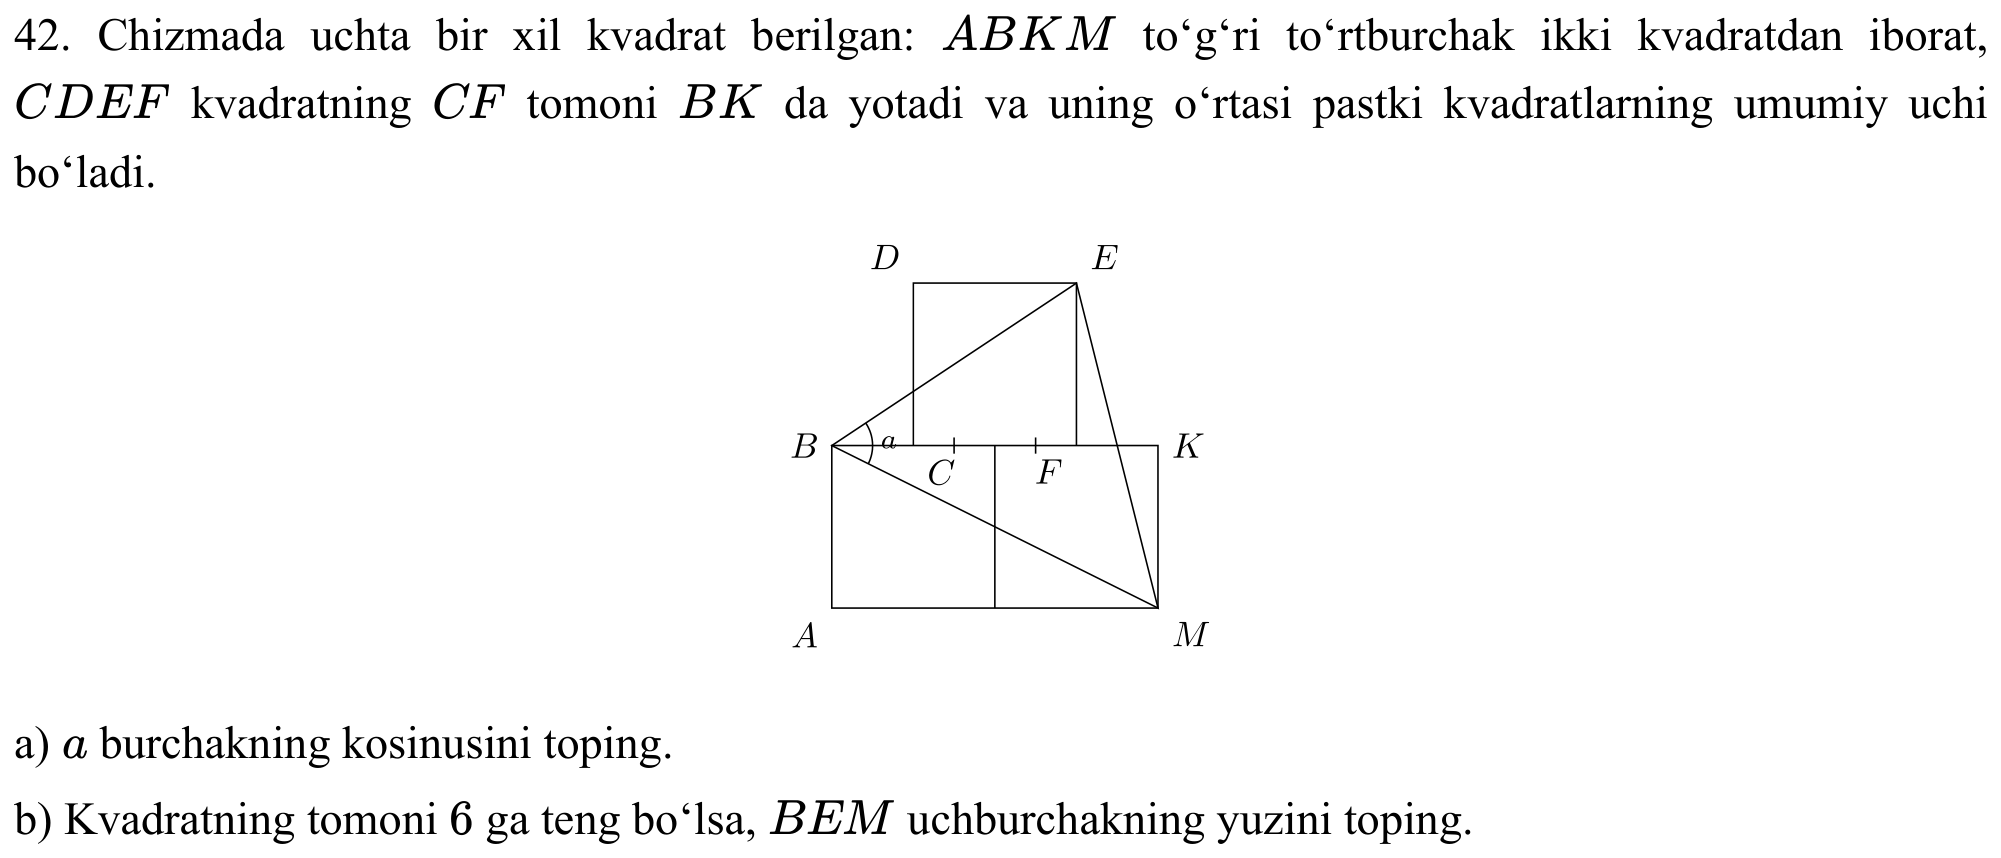 42. Chizmada uchta bir xil kvadrat berilgan: ABKM to‘g‘ri to‘rtburchak ikki kvadratdan iborat,
CDEF kvadratning CF tomoni BK da yotadi va uning o‘rtasi pastki kvadratlarning umumiy uchi
bo‘ladi.
D E
B a K
C F
A M
a) a burchakning kosinusini toping.
b) Kvadratning tomoni 6 ga teng bo‘lsa, BEM uchburchakning yuzini toping.